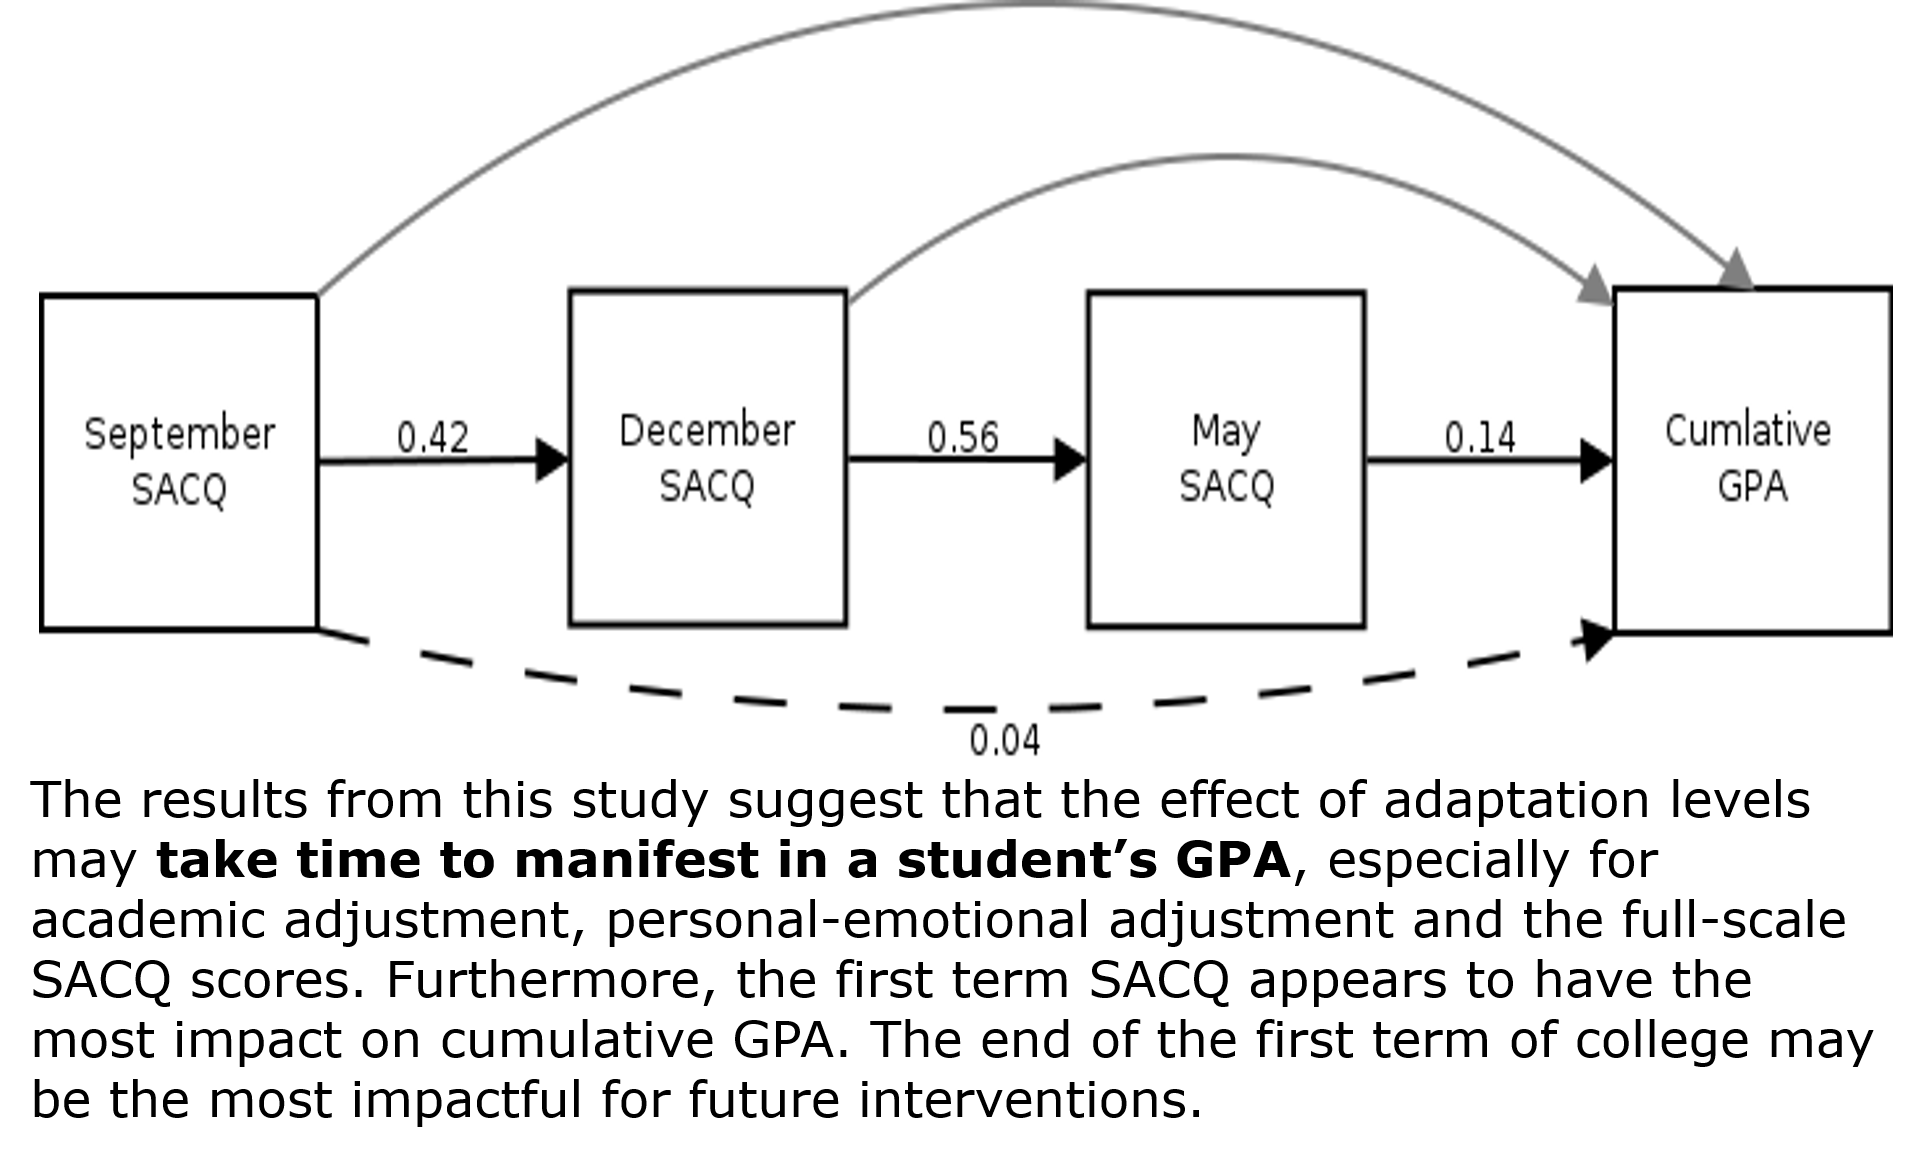 September
SACQ
0.42
December
SACQ
0.56
May
SACQ
0.14
Cumlative
GPA
0.04
The results from this study suggest that the effect of adaptation levels
may take time to manifest in a student’s GPA, especially for
academic adjustment, personal-emotional adjustment and the full-scale
SACQ scores. Furthermore, the first term SACQ appears to have the
most impact on cumulative GPA. The end of the first term of college may
be the most impactful for future interventions.